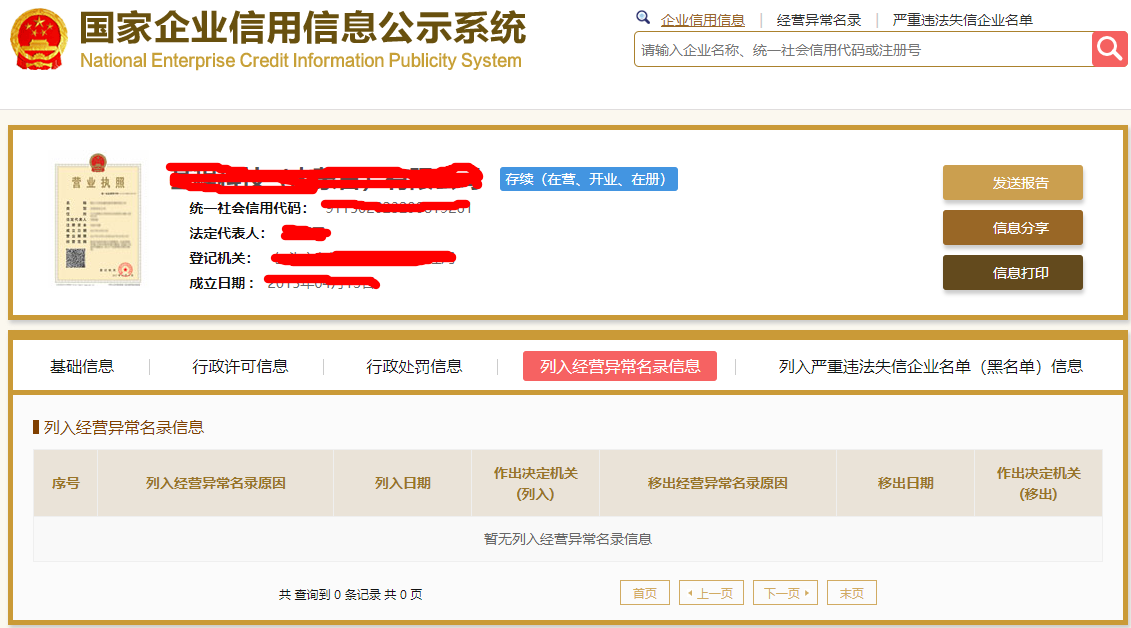 国家企业信用信息公示系统
National Enterprise Credit Information Publicity System
企业信用信息 | 经营异常名录 | 严重违法失信企业名单
请输入企业名称、统一社会信用代码或注册号
营业执照
存续（在营、开业、在册）
统一社会信用代码：
法定代表人：
登记机关：
成立日期：
发送报告
信息分享
信息打印
基础信息 | 行政许可信息 | 行政处罚信息 | 列入经营异常名录信息 | 列入严重违法失信企业名单（黑名单）信息
列入经营异常名录信息
序号 列入经营异常名录原因 列入日期 作出决定机关(列入) 移出经营异常名录原因 移出日期 作出决定机关(移出)
暂无列入经营异常名录信息
共 查询到 0 条记录 共 0 页 首页 上一页 下一页 末页